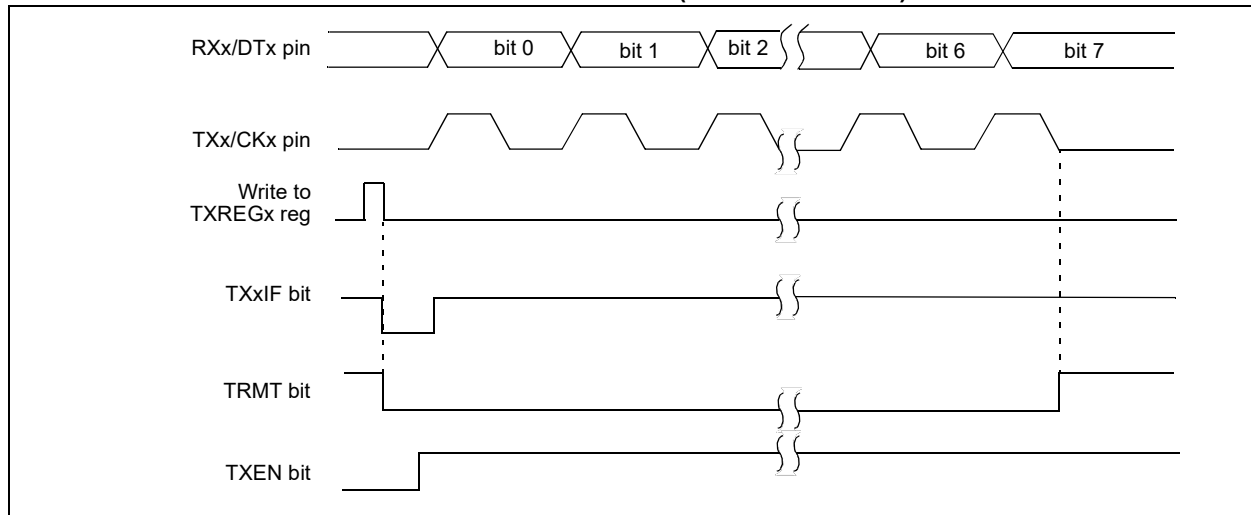 RXx/DTx pin
bit 0
bit 1
bit 2
bit 6
bit 7
TXx/CKx pin
Write to
TXREGx reg
TXxIF bit
TRMT bit
TXEN bit